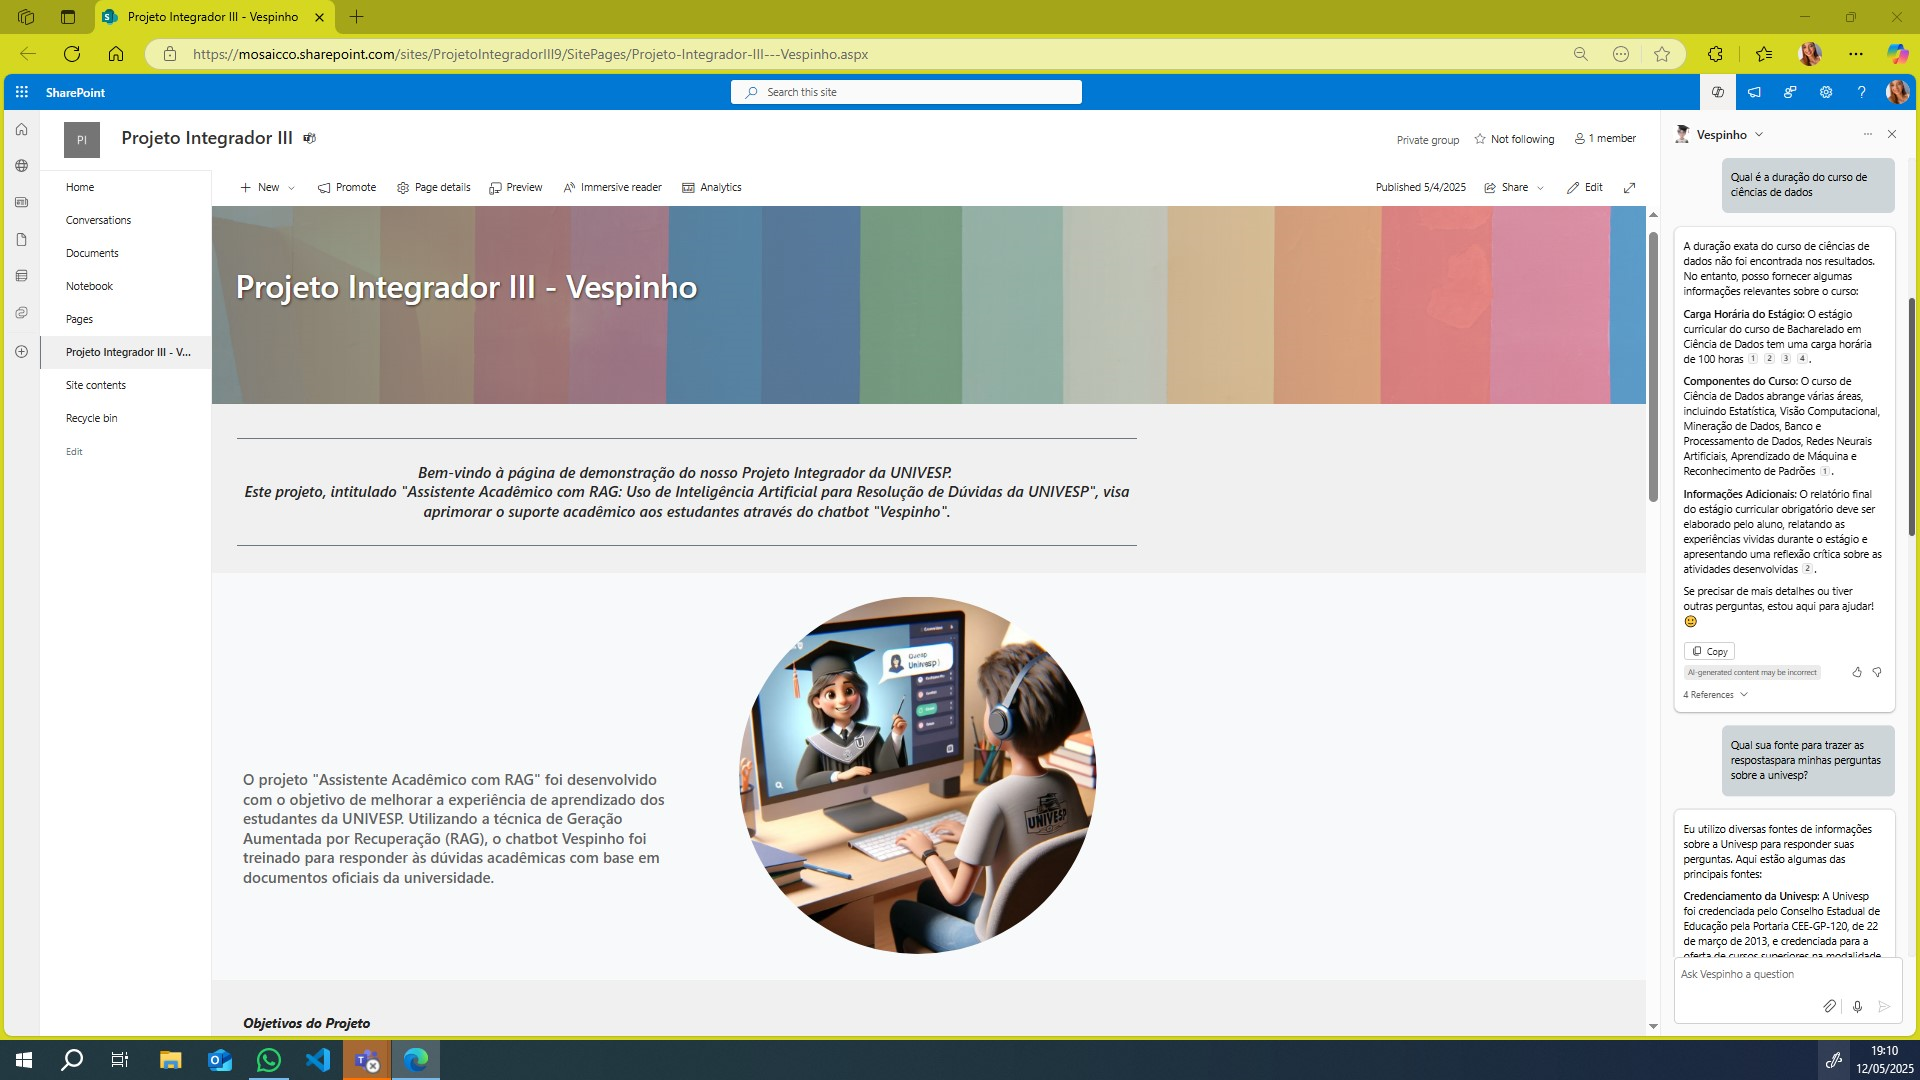 Projeto Integrador III - Vespinho
https://mosaicco.sharepoint.com/sites/ProjetoIntegradorIII9/SitePages/Projeto-Integrador-III---Vespinho.aspx
SharePoint
Search this site
PI
Projeto Integrador III
Private group
Not following
1 member
Home
Conversations
Documents
Notebook
Pages
Projeto Integrador III - V...
Site contents
Recycle bin
Edit
New
Promote
Page details
Preview
Immersive reader
Analytics
Published 5/4/2025
Share
Edit
Projeto Integrador III - Vespinho
Bem-vindo à página de demonstração do nosso Projeto Integrador da UNIVESP.
Este projeto, intitulado "Assistente Acadêmico com RAG: Uso de Inteligência Artificial para Resolução de Dúvidas da UNIVESP", visa
aprimorar o suporte acadêmico aos estudantes através do chatbot "Vespinho".
O projeto "Assistente Acadêmico com RAG" foi desenvolvido
com o objetivo de melhorar a experiência de aprendizado dos
estudantes da UNIVESP. Utilizando a técnica de Geração
Aumentada por Recuperação (RAG), o chatbot Vespinho foi
treinado para responder às dúvidas acadêmicas com base em
documentos oficiais da universidade.
Univesp
UNIVESP
Objetivos do Projeto
Vespinho
Qual é a duração do curso de
ciências de dados
A duração exata do curso de ciências de
dados não foi encontrada nos resultados.
No entanto, posso fornecer algumas
informações relevantes sobre o curso:
Carga Horária do Estágio: O estágio
curricular do curso de Bacharelado em
Ciência de Dados tem uma carga horária
de 100 horas 1 2 3 4 .
Componentes do Curso: O curso de
Ciência de Dados abrange várias áreas,
incluindo Estatística, Visão Computacional,
Mineração de Dados, Banco e
Processamento de Dados, Redes Neurais
Artificiais, Aprendizado de Máquina e
Reconhecimento de Padrões 1 .
Informações Adicionais: O relatório final
do estágio curricular obrigatório deve ser
elaborado pelo aluno, relatando as
experiências vividas durante o estágio e
apresentando uma reflexão crítica sobre as
atividades desenvolvidas 2 .
Se precisar de mais detalhes ou tiver
outras perguntas, estou aqui para ajudar!
Copy
AI-generated content may be incorrect
4 References
Qual sua fonte para trazer as
respostaspara minhas perguntas
sobre a univesp?
Eu utilizo diversas fontes de informações
sobre a Univesp para responder suas
perguntas. Aqui estão algumas das
principais fontes:
Credenciamento da Univesp: A Univesp
foi credenciada pelo Conselho Estadual de
Educação pela Portaria CEE-GP-120, de 22
de março de 2013, e credenciada para a
oferta de cursos superiores na modalidade
Ask Vespinho a question
19:10
12/05/2025